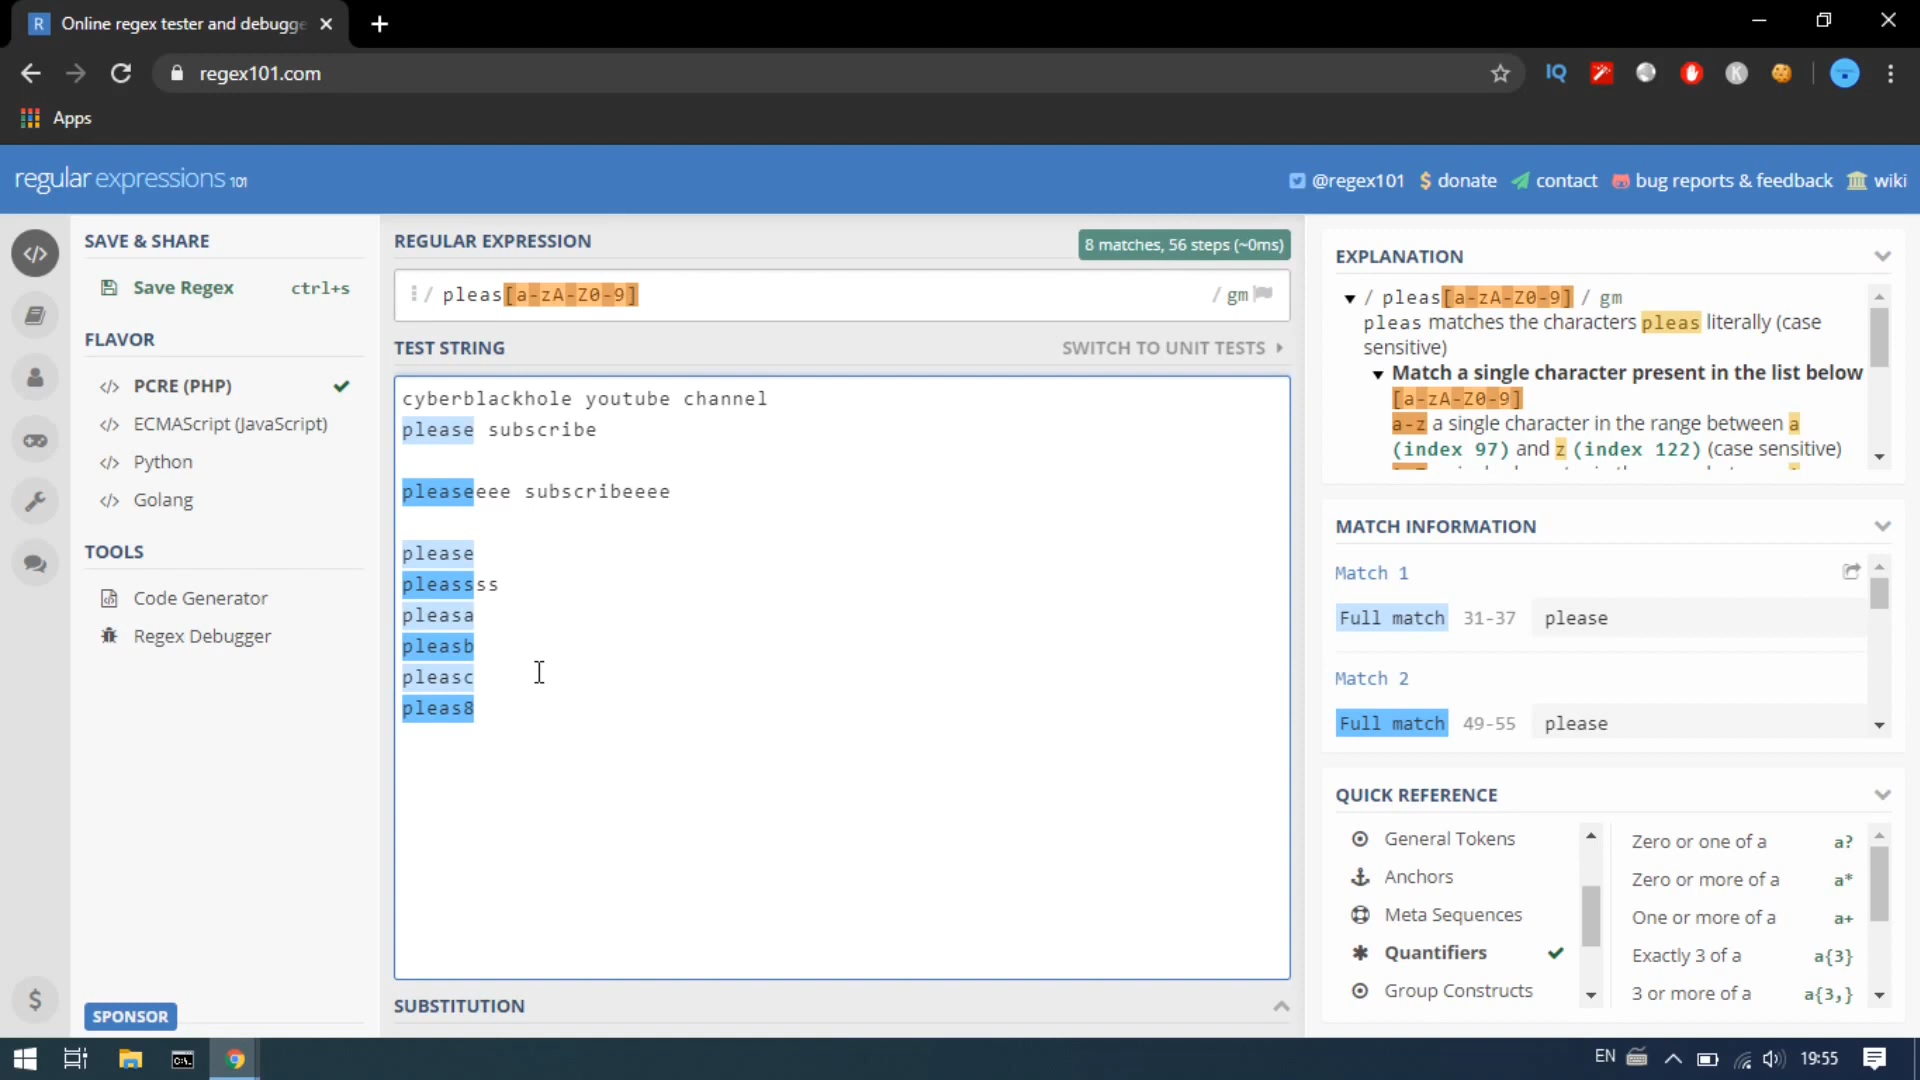 R Online regex tester and debugge
regex101.com
IQ
K
Apps
regular expressions 101
@regex101 $ donate contact bug reports & feedback wiki
SAVE & SHARE
Save Regex ctrl+s
FLAVOR
</> PCRE (PHP)
</> ECMAScript (JavaScript)
</> Python
</> Golang
TOOLS
Code Generator
Regex Debugger
SPONSOR
REGULAR EXPRESSION
8 matches, 56 steps (~0ms)
/ pleas[a-zA-Z0-9] / gm
TEST STRING
SWITCH TO UNIT TESTS
cyberblackhole youtube channel
please subscribe
pleaseeee subscribeeee
please
pleassss
pleasa
pleasb
pleasc
pleas8
SUBSTITUTION
EXPLANATION
/ pleas[a-zA-Z0-9] / gm
pleas matches the characters pleas literally (case
sensitive)
Match a single character present in the list below
[a-zA-Z0-9]
a-z a single character in the range between a
(index 97) and z (index 122) (case sensitive)
MATCH INFORMATION
Match 1
Full match 31-37 please
Match 2
Full match 49-55 please
QUICK REFERENCE
General Tokens
Anchors
Meta Sequences
Quantifiers
Group Constructs
Zero or one of a a?
Zero or more of a a*
One or more of a a+
Exactly 3 of a a{3}
3 or more of a a{3,}
EN 19:55